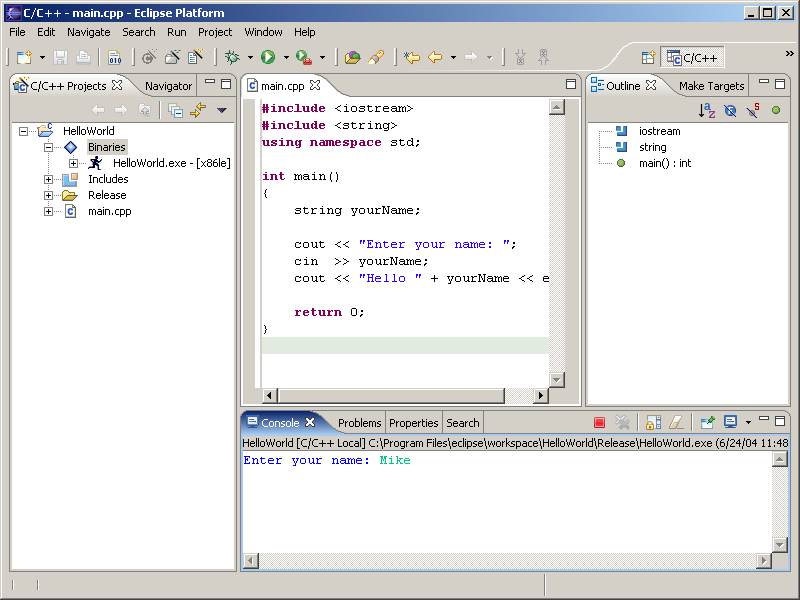 C/C++ - main.cpp - Eclipse Platform
File Edit Navigate Search Run Project Window Help
010
C/C++
C/C++ Projects Navigator
HelloWorld
Binaries
HelloWorld.exe - [x86le]
Includes
Release
main.cpp
main.cpp
#include <iostream>
#include <string>
using namespace std;
int main()
{
string yourName;
cout << "Enter your name: ";
cin >> yourName;
cout << "Hello " + yourName << e
return 0;
}
Outline Make Targets
iostream
string
main() : int
Console Problems Properties Search
HelloWorld [C/C++ Local] C:\Program Files\eclipse\workspace\HelloWorld\Release\HelloWorld.exe (6/24/04 11:48
Enter your name: Mike